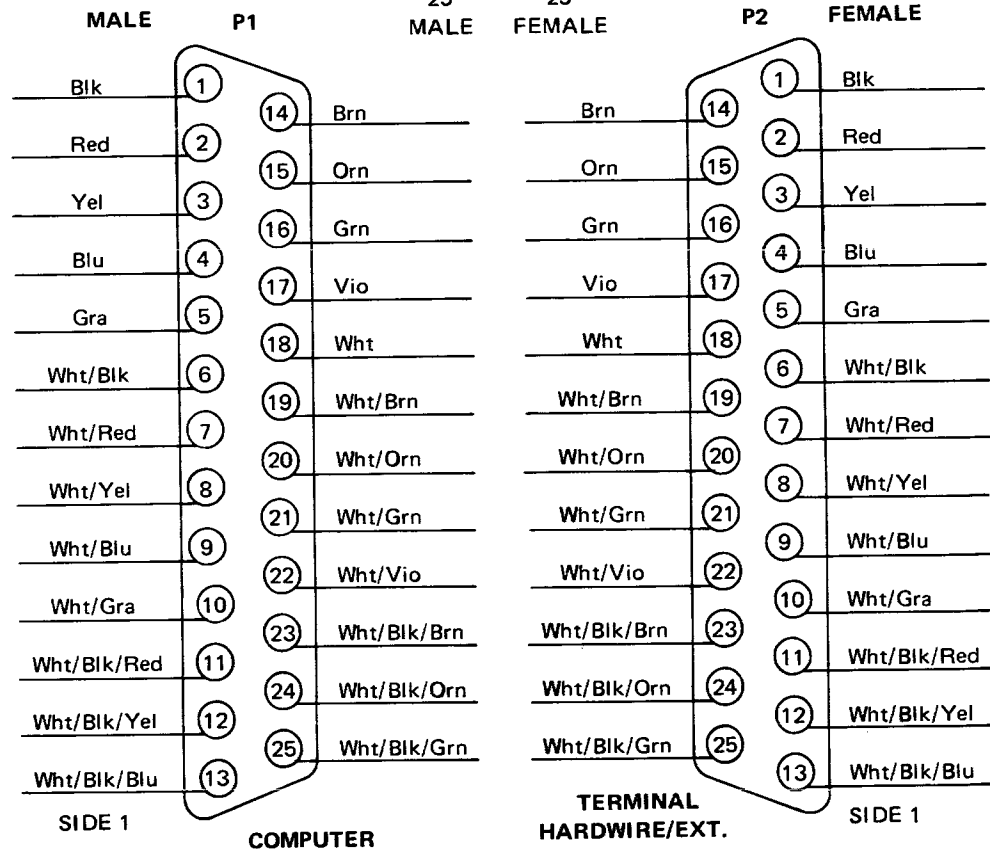 25 25
MALE P1 MALE FEMALE P2 FEMALE
Blk 1 1 Blk
14 Brn Brn 14
Red 2 2 Red
15 Orn Orn 15
Yel 3 3 Yel
16 Grn Grn 16
Blu 4 4 Blu
17 Vio Vio 17
Gra 5 5 Gra
18 Wht Wht 18
Wht/Blk 6 6 Wht/Blk
19 Wht/Brn Wht/Brn 19
Wht/Red 7 7 Wht/Red
20 Wht/Orn Wht/Orn 20
Wht/Yel 8 8 Wht/Yel
21 Wht/Grn Wht/Grn 21
Wht/Blu 9 9 Wht/Blu
22 Wht/Vio Wht/Vio 22
Wht/Gra 10 10 Wht/Gra
23 Wht/Blk/Brn Wht/Blk/Brn 23
Wht/Blk/Red 11 11 Wht/Blk/Red
24 Wht/Blk/Orn Wht/Blk/Orn 24
Wht/Blk/Yel 12 12 Wht/Blk/Yel
25 Wht/Blk/Grn Wht/Blk/Grn 25
Wht/Blk/Blu 13 13 Wht/Blk/Blu
SIDE 1 TERMINAL SIDE 1
COMPUTER HARDWIRE/EXT.